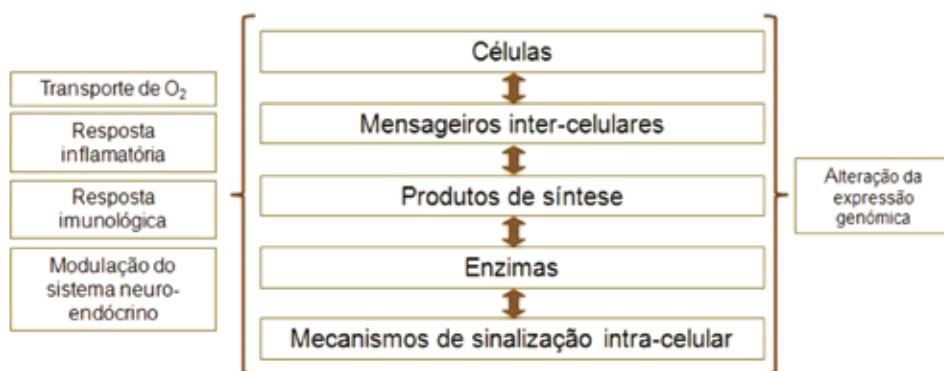 Transporte de O₂
Resposta
inflamatória
Resposta
imunológica
Modulação do
sistema neuro-
endócrino
Células
Mensageiros inter-celulares
Produtos de síntese
Enzimas
Mecanismos de sinalização intra-celular
Alteração da
expressão
genómica